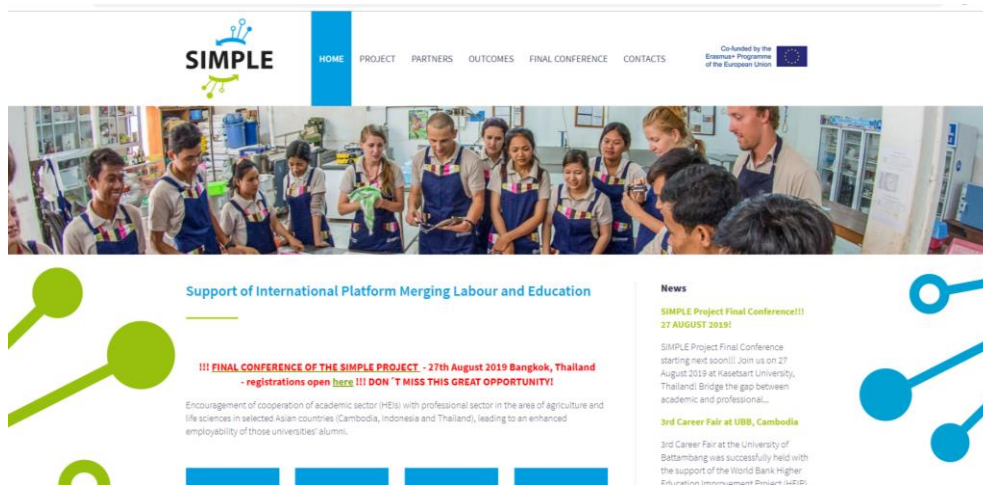 SIMPLE
HOME
PROJECT
PARTNERS
OUTCOMES
FINAL CONFERENCE
CONTACTS
Co-funded by the
Erasmus+ Programme
of the European Union
Support of International Platform Merging Labour and Education
!!! FINAL CONFERENCE OF THE SIMPLE PROJECT - 27th August 2019 Bangkok, Thailand
- registrations open here !!! DON´T MISS THIS GREAT OPPORTUNITY!
Encouragement of cooperation of academic sector (HEIs) with professional sector in the area of agriculture and
life sciences in selected Asian countries (Cambodia, Indonesia and Thailand), leading to an enhanced
employability of those universities' alumni.
News
SIMPLE Project Final Conference!!!
27 AUGUST 2019!
SIMPLE Project Final Conference
starting next soon!!! Join us on 27
August 2019 at Kasetsart University,
Thailand! Bridge the gap between
academic and professional...
3rd Career Fair at UBB, Cambodia
3rd Career Fair at the University of
Battambang was successfully held with
the support of the World Bank Higher
Education Improvement Project (HEIP)